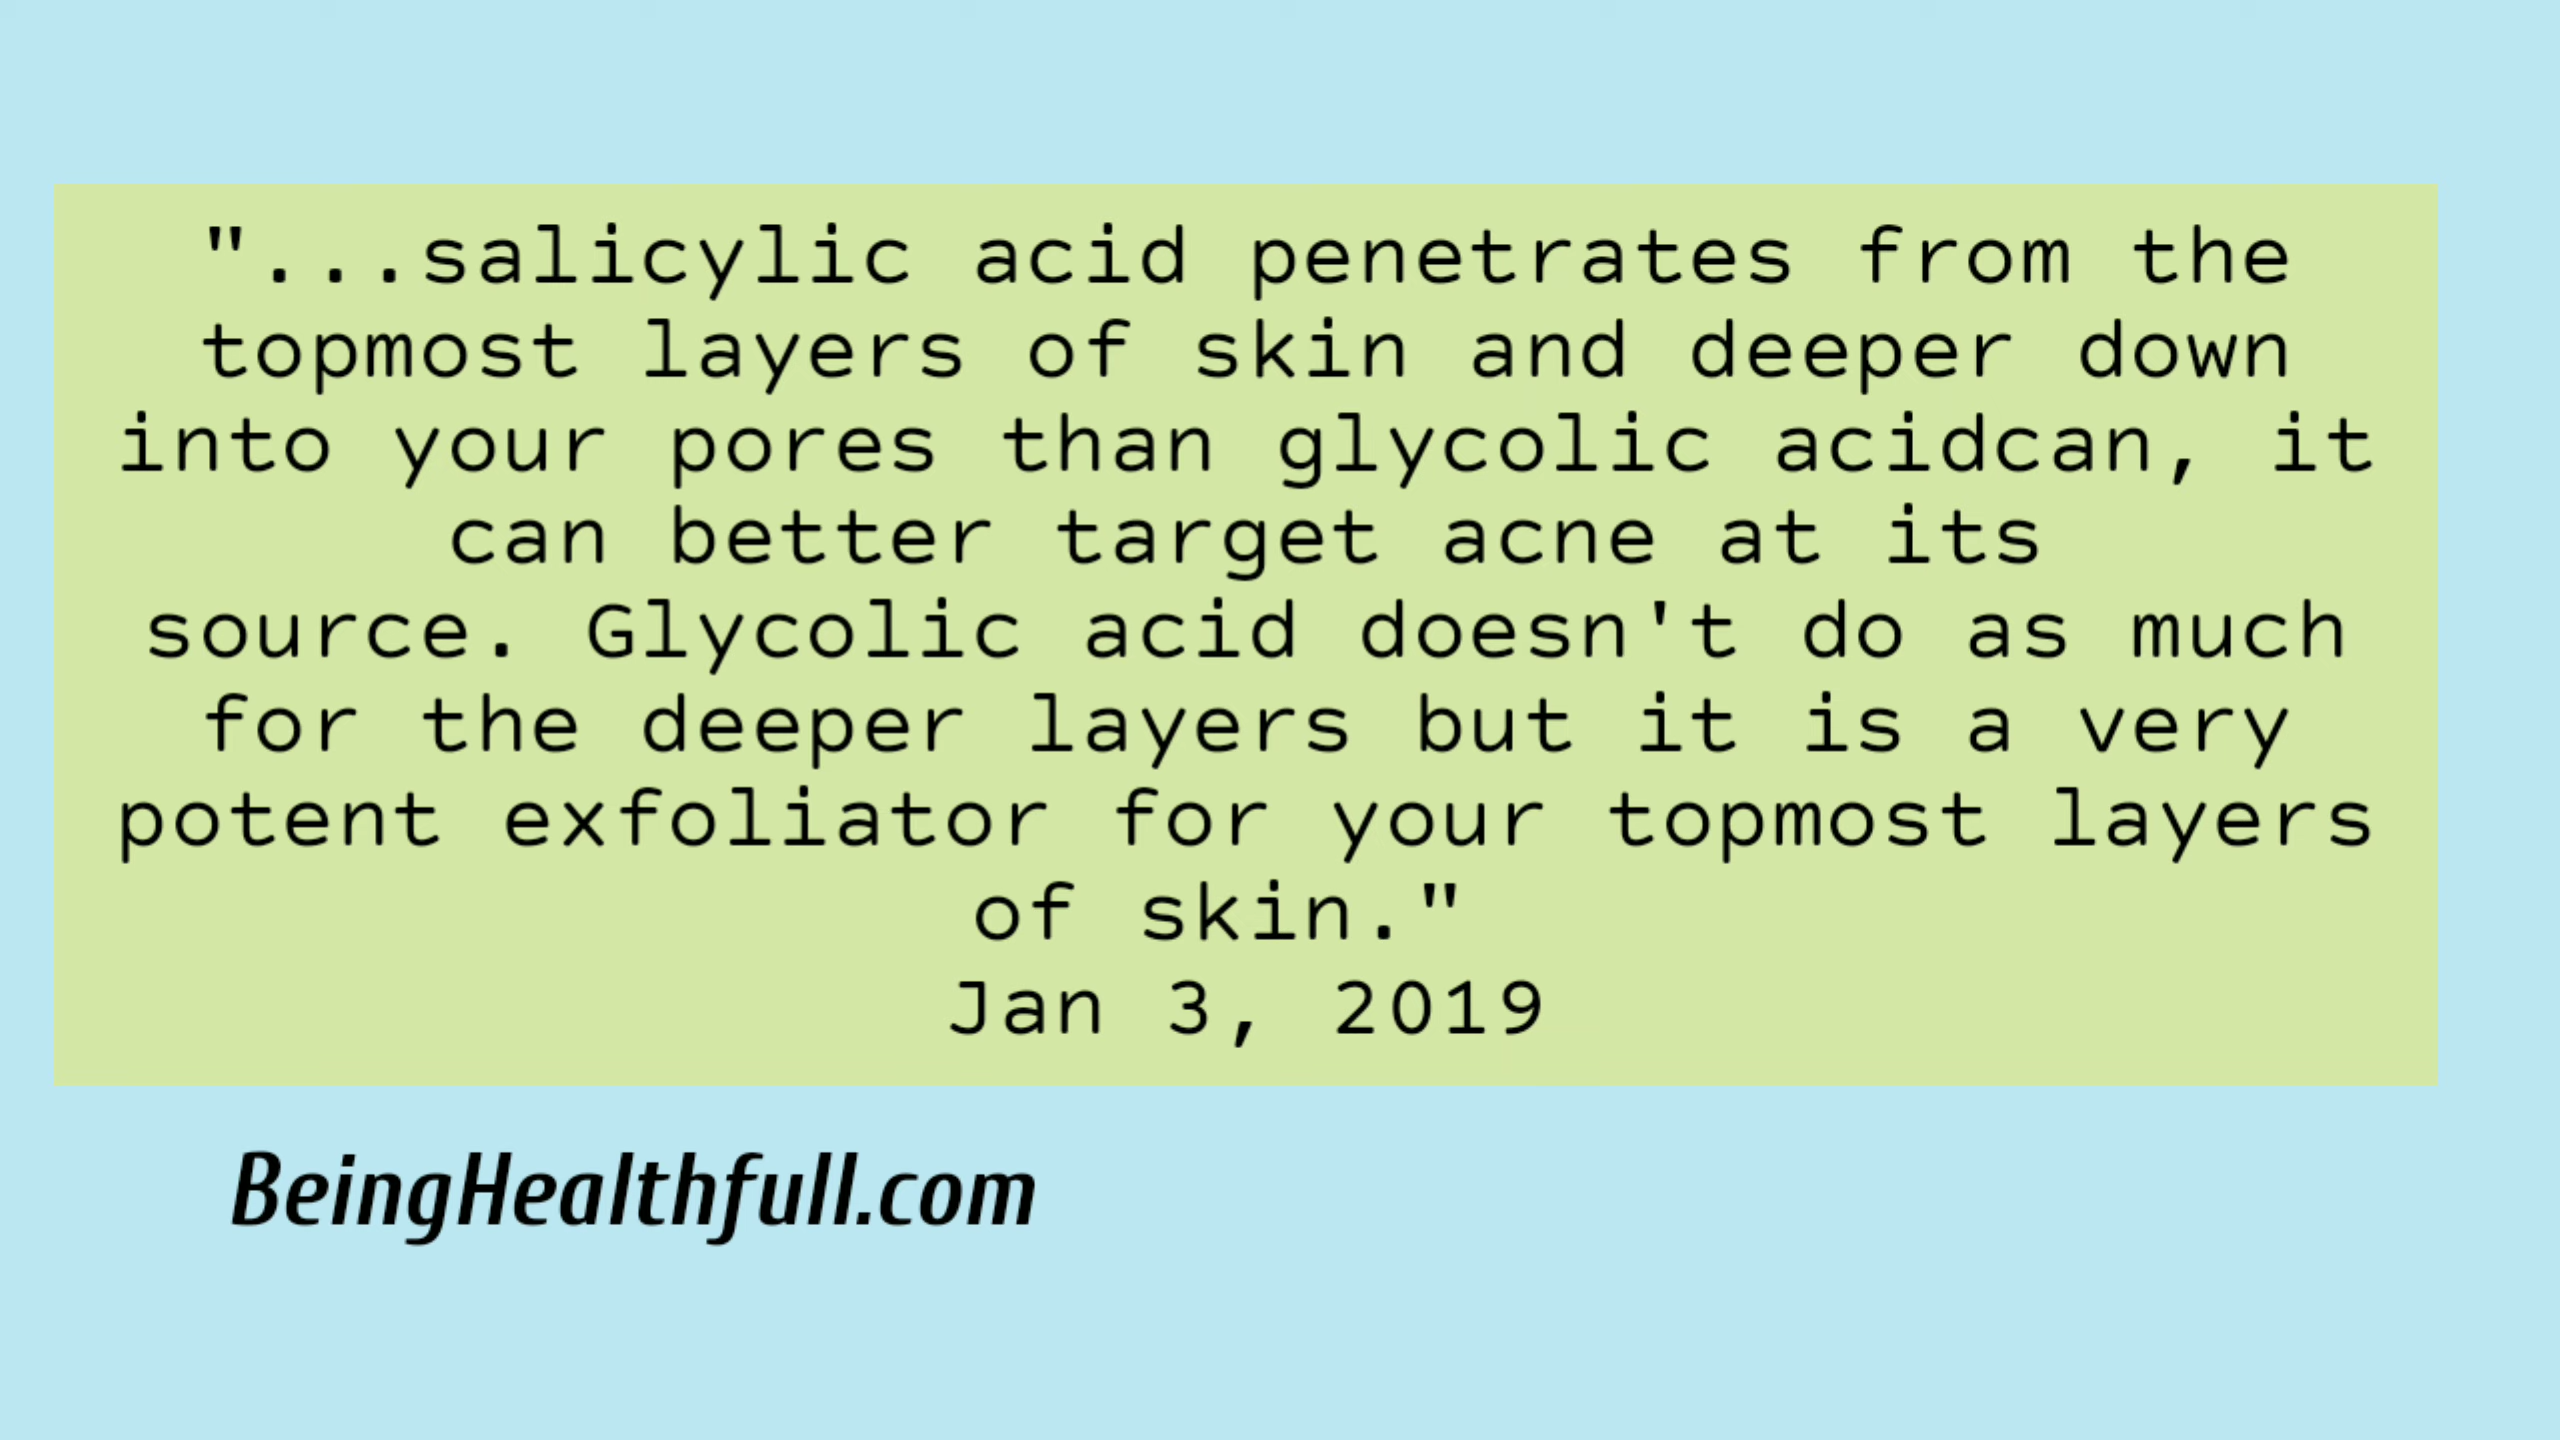 "...salicylic acid penetrates from the
topmost layers of skin and deeper down
into your pores than glycolic acidcan, it
can better target acne at its
source. Glycolic acid doesn't do as much
for the deeper layers but it is a very
potent exfoliator for your topmost layers
of skin."
Jan 3, 2019
BeingHealthfull.com